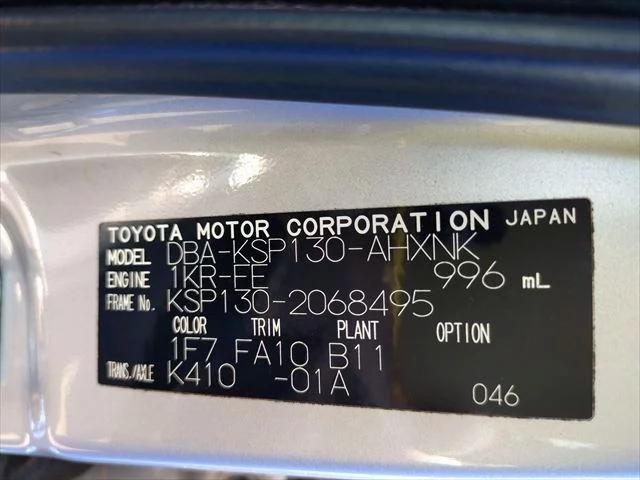 TOYOTA MOTOR CORPORATION JAPAN
MODEL DBA-KSP130-AHXNK
ENGINE 1KR-FE 996 mL
FRAME No. KSP130-2068495
COLOR TRIM PLANT OPTION
1F7 FA10 B11
TRANS./AXLE K410 -01A
046